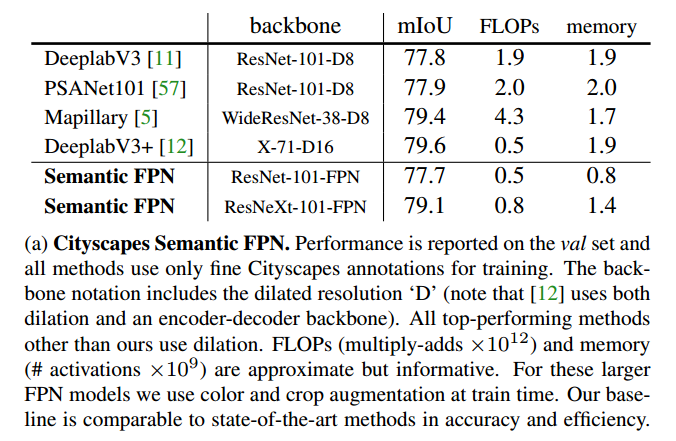 backbone mIoU FLOPs memory
DeeplabV3 [11] ResNet-101-D8 77.8 1.9 1.9
PSANet101 [57] ResNet-101-D8 77.9 2.0 2.0
Mapillary [5] WideResNet-38-D8 79.4 4.3 1.7
DeeplabV3+ [12] X-71-D16 79.6 0.5 1.9
Semantic FPN ResNet-101-FPN 77.7 0.5 0.8
Semantic FPN ResNeXt-101-FPN 79.1 0.8 1.4
(a) Cityscapes Semantic FPN. Performance is reported on the val set and
all methods use only fine Cityscapes annotations for training. The back-
bone notation includes the dilated resolution ‘D’ (note that [12] uses both
dilation and an encoder-decoder backbone). All top-performing methods
other than ours use dilation. FLOPs (multiply-adds ×10¹²) and memory
(# activations ×10⁹) are approximate but informative. For these larger
FPN models we use color and crop augmentation at train time. Our base-
line is comparable to state-of-the-art methods in accuracy and efficiency.